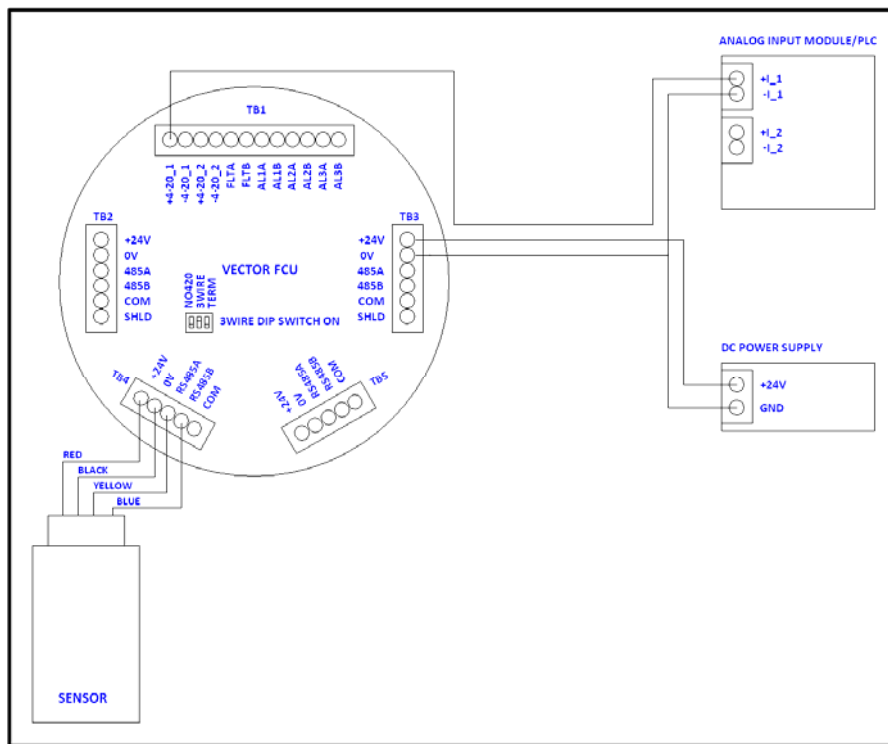 ANALOG INPUT MODULE/PLC
+I_1
-I_1
+I_2
-I_2
TB1
+4-20_1
-4-20_1
+4-20_2
-4-20_2
FLTA
FLTB
AL1A
AL1B
AL2A
AL2B
AL3A
AL3B
TB2
+24V
0V
485A
485B
COM
SHLD
VECTOR FCU
NO420
3WIRE
TERM
3WIRE DIP SWITCH ON
TB3
+24V
0V
485A
485B
COM
SHLD
DC POWER SUPPLY
+24V
GND
TB4
+24V
0V
RS485A
RS485B
COM
TB5
+24V
0V
RS485A
RS485B
COM
RED
BLACK
YELLOW
BLUE
SENSOR